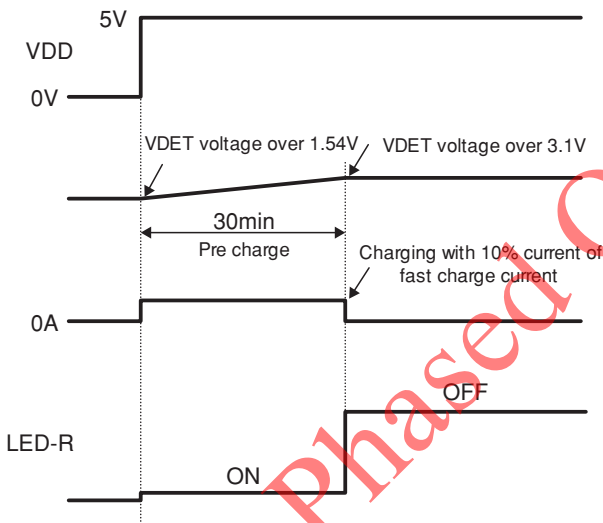 5V
VDD
0V
VDET voltage over 1.54V
VDET voltage over 3.1V
30min
Pre charge
Charging with 10% current of
fast charge current
0A
OFF
LED-R
ON
Phased O